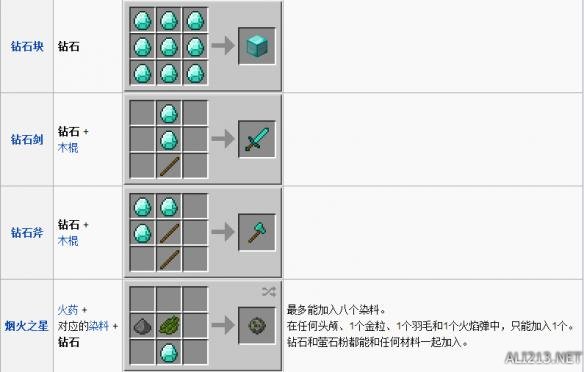 钻石块 钻石
钻石剑 钻石 +
木棍
钻石斧 钻石 +
木棍
烟火之星 火药 +
对应的染料 +
钻石
最多能加入八个染料。
在任何头颅、1个金粒、1个羽毛和1个火焰弹中，只能加入1个。
钻石和萤石粉都能和任何材料一起加入。
ALI213.NET